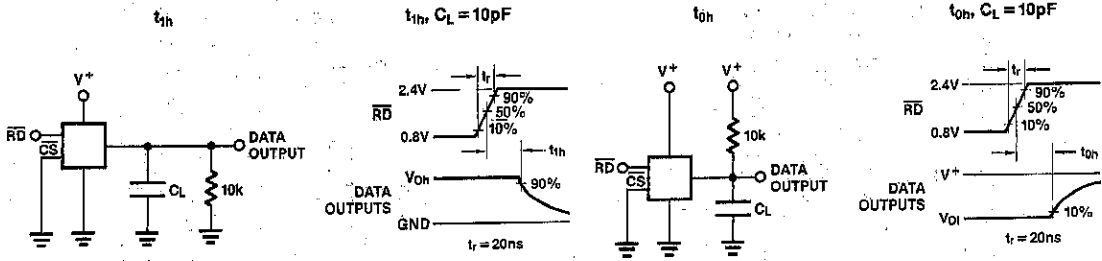 t1h
V+
RD
CS
DATA
OUTPUT
CL
10k
t1h, CL = 10pF
tr
2.4V
90%
RD
50%
10%
0.8V
t1h
VOh
90%
DATA
OUTPUTS
GND
tr = 20ns
t0h
V+
V+
10k
RD
CS
DATA
OUTPUT
CL
t0h, CL = 10pF
tr
2.4V
90%
RD
50%
10%
0.8V
t0h
V+
DATA
OUTPUTS
VOl
10%
tr = 20ns